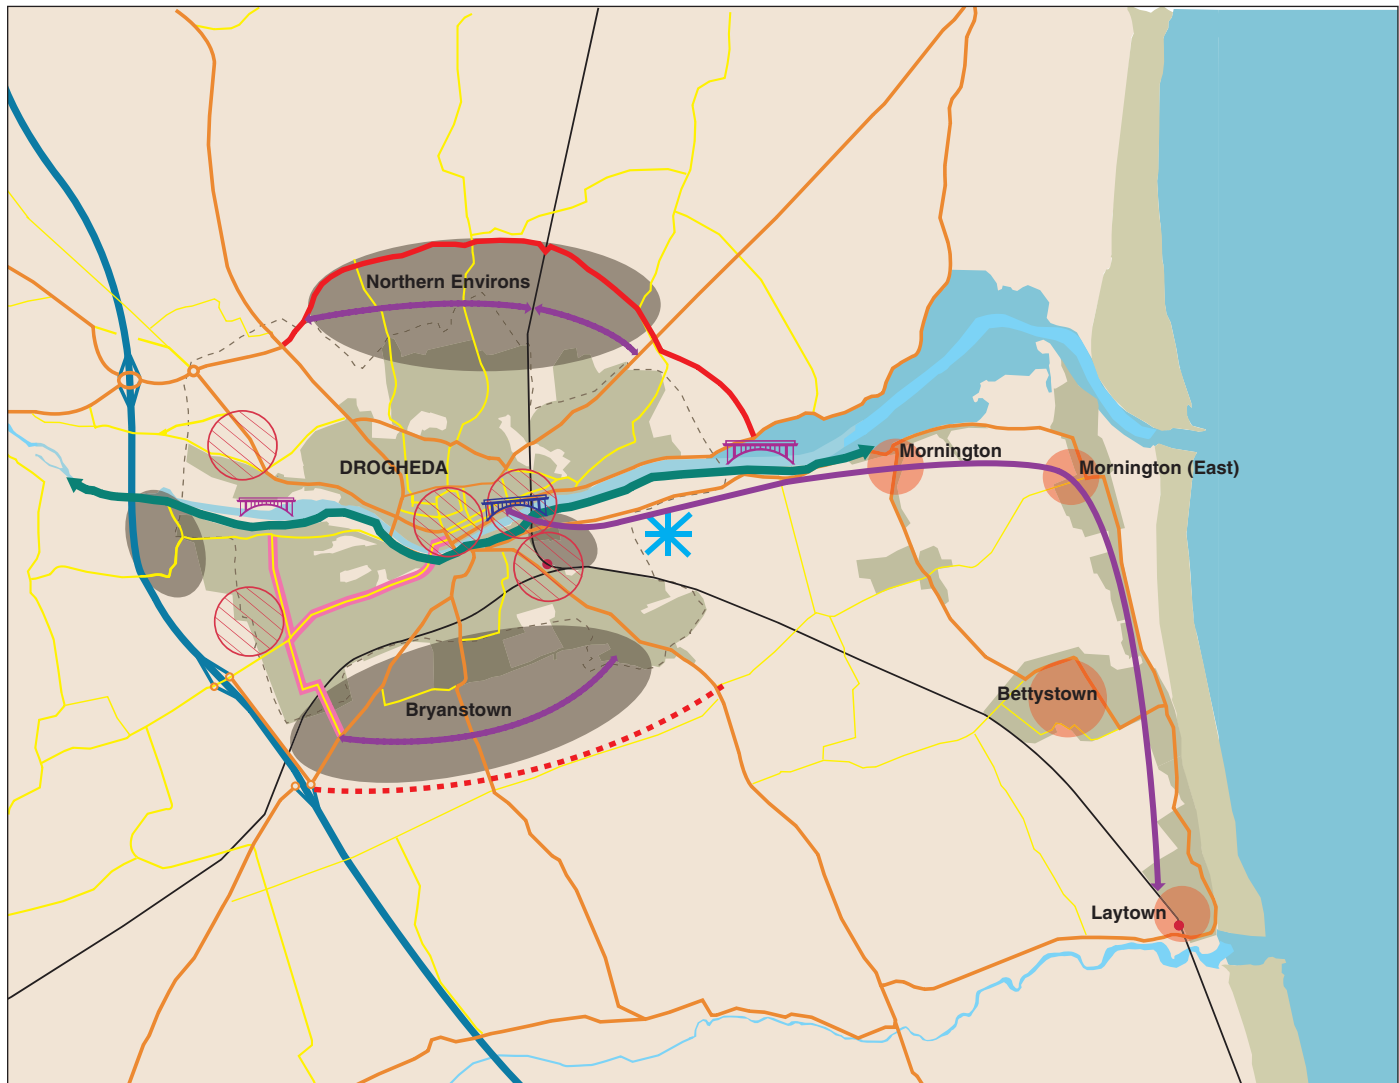 Northern Environs
DROGHEDA
Mornington
Mornington (East)
Bettystown
Bryanstown
Laytown